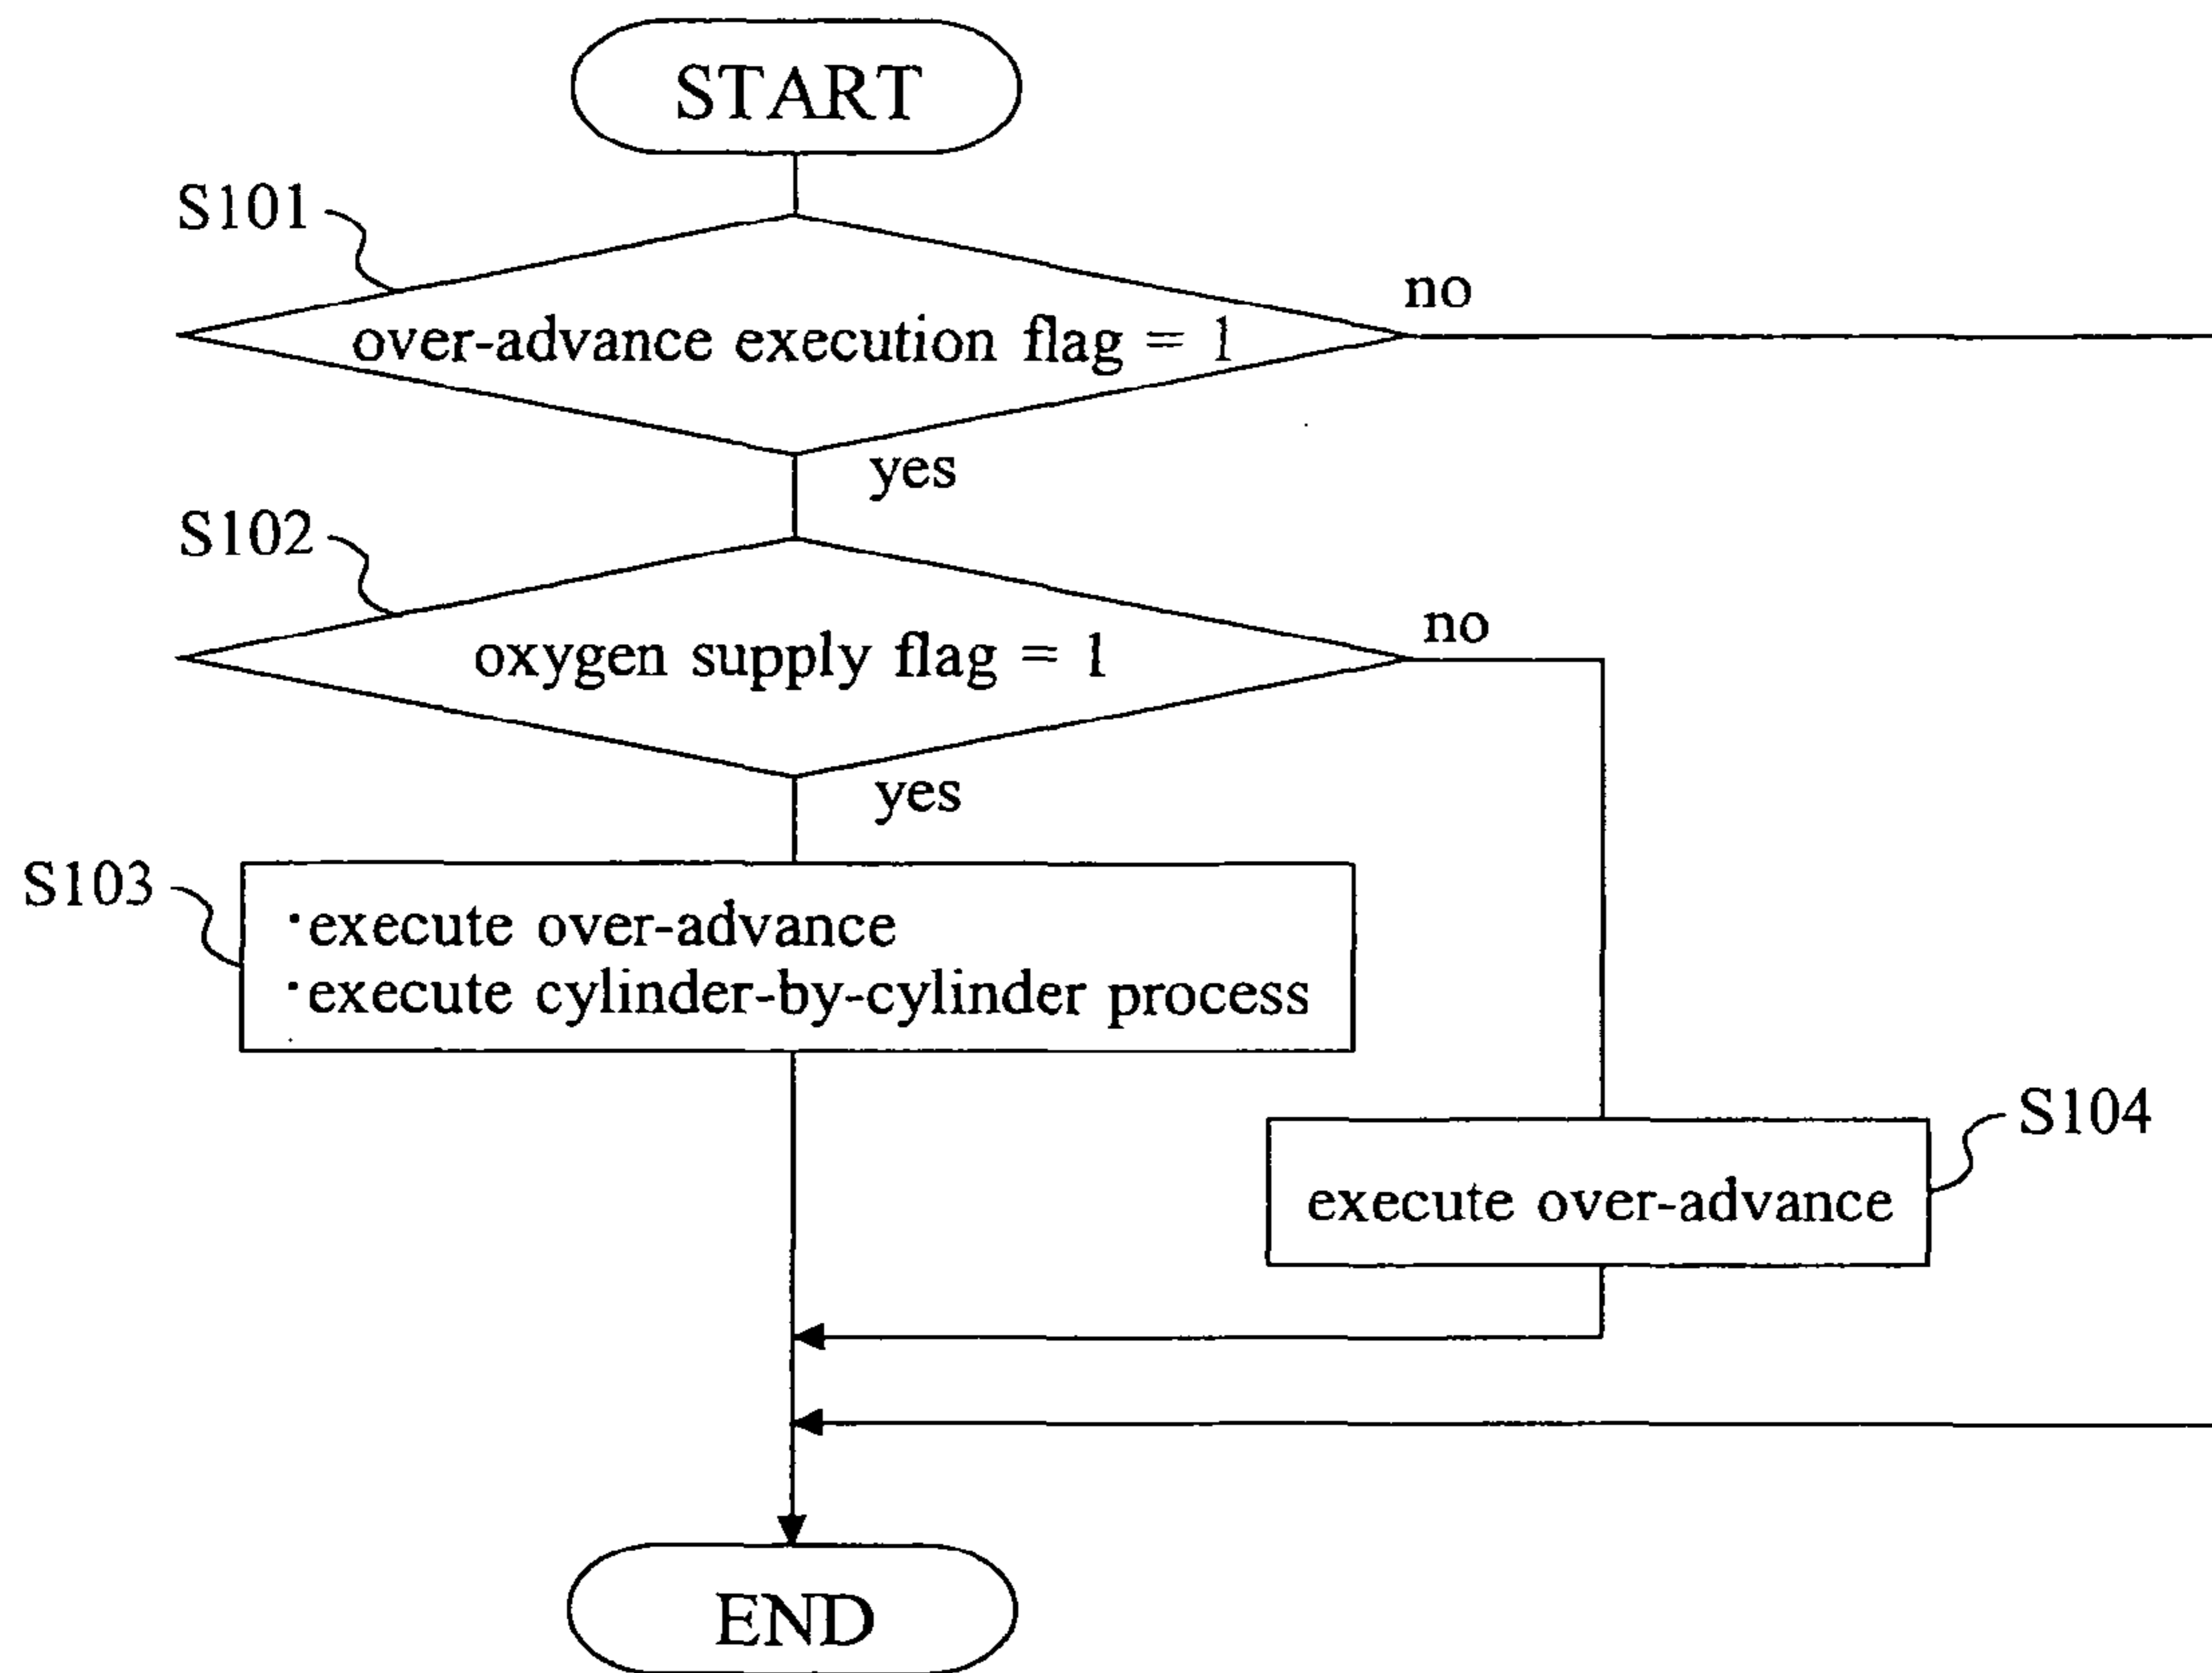 START
S101
over-advance execution flag = 1
no
yes
S102
oxygen supply flag = 1
no
yes
S103
·execute over-advance
·execute cylinder-by-cylinder process
S104
execute over-advance
END